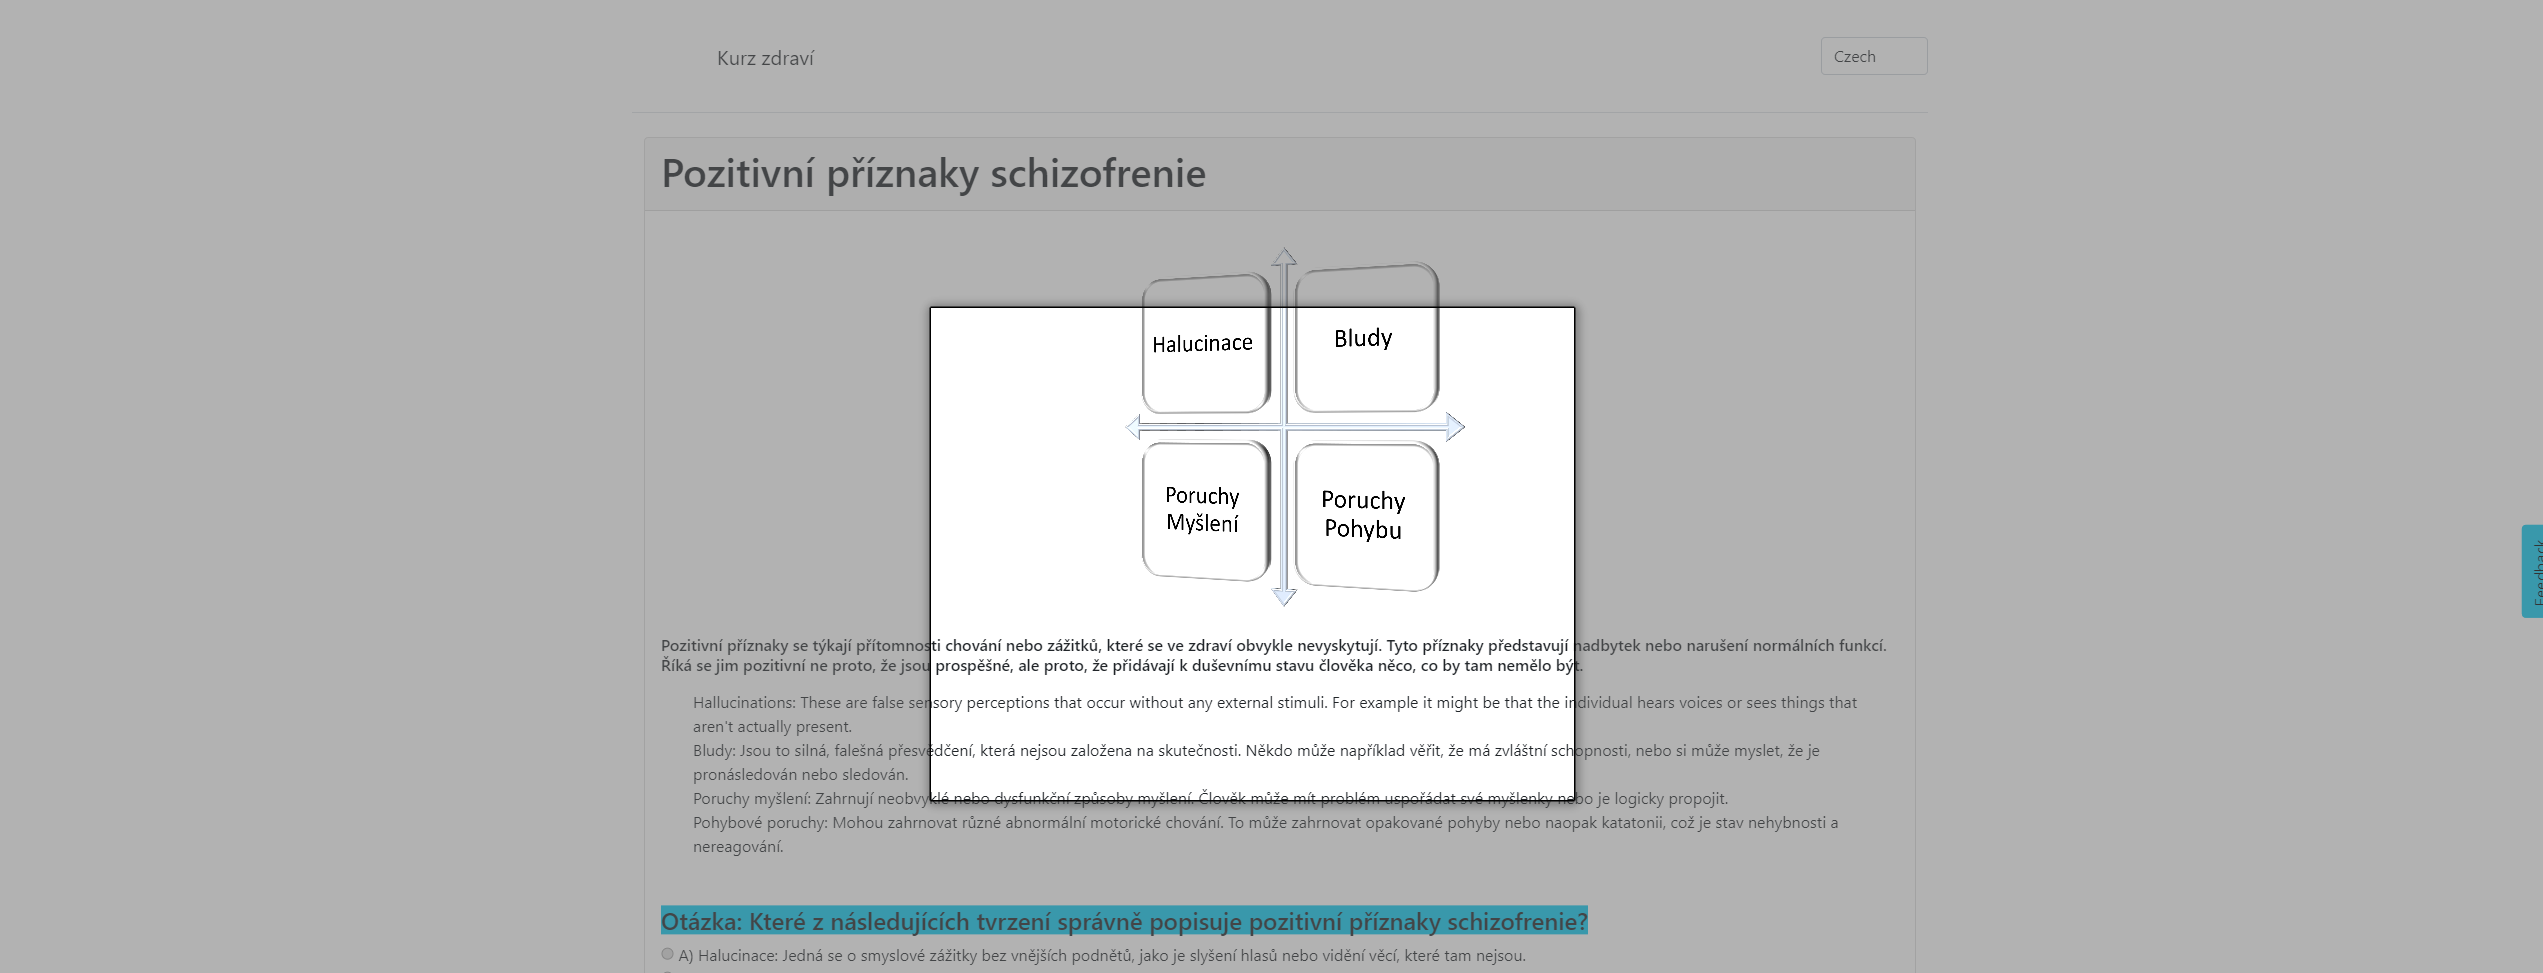 Kurz zdraví
Czech
Pozitivní příznaky schizofrenie
Halucinace
Bludy
Poruchy
Myšlení
Poruchy
Pohybu
Feedback
Pozitivní příznaky se týkají přítomnosti chování nebo zážitků, které se ve zdraví obvykle nevyskytují. Tyto příznaky představují nadbytek nebo narušení normálních funkcí.
Říká se jim pozitivní ne proto, že jsou prospěšné, ale proto, že přidávají k duševnímu stavu člověka něco, co by tam nemělo být.
Hallucinations: These are false sensory perceptions that occur without any external stimuli. For example it might be that the individual hears voices or sees things that
aren't actually present.
Bludy: Jsou to silná, falešná přesvědčení, která nejsou založena na skutečnosti. Někdo může například věřit, že má zvláštní schopnosti, nebo si může myslet, že je
pronásledován nebo sledován.
Poruchy myšlení: Zahrnují neobvyklé nebo dysfunkční způsoby myšlení. Člověk může mít problém uspořádat své myšlenky nebo je logicky propojit.
Pohybové poruchy: Mohou zahrnovat různé abnormální motorické chování. To může zahrnovat opakované pohyby nebo naopak katatonii, což je stav nehybnosti a
nereagování.
Otázka: Které z následujících tvrzení správně popisuje pozitivní příznaky schizofrenie?
A) Halucinace: Jedná se o smyslové zážitky bez vnějších podnětů, jako je slyšení hlasů nebo vidění věcí, které tam nejsou.